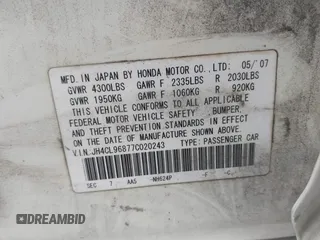 MFD. IN JAPAN BY HONDA MOTOR CO., LTD. 05/'07
GVWR 4300LBS GAWR F 2335LBS R 2030LBS
GVWR 1950KG GAWR F 1060KG R 920KG
THIS VEHICLE CONFORMS TO ALL APPLICABLE
FEDERAL MOTOR VEHICLE SAFETY, BUMPER,
AND THEFT PREVENTION STANDARDS IN EFFECT
ON THE DATE OF MANUFACTURE SHOWN ABOVE.
V.I.N. JH4CL96877C020243 TYPE: PASSENGER CAR
SEC 7 AA5 -NH624P -F -C
DREAMBID